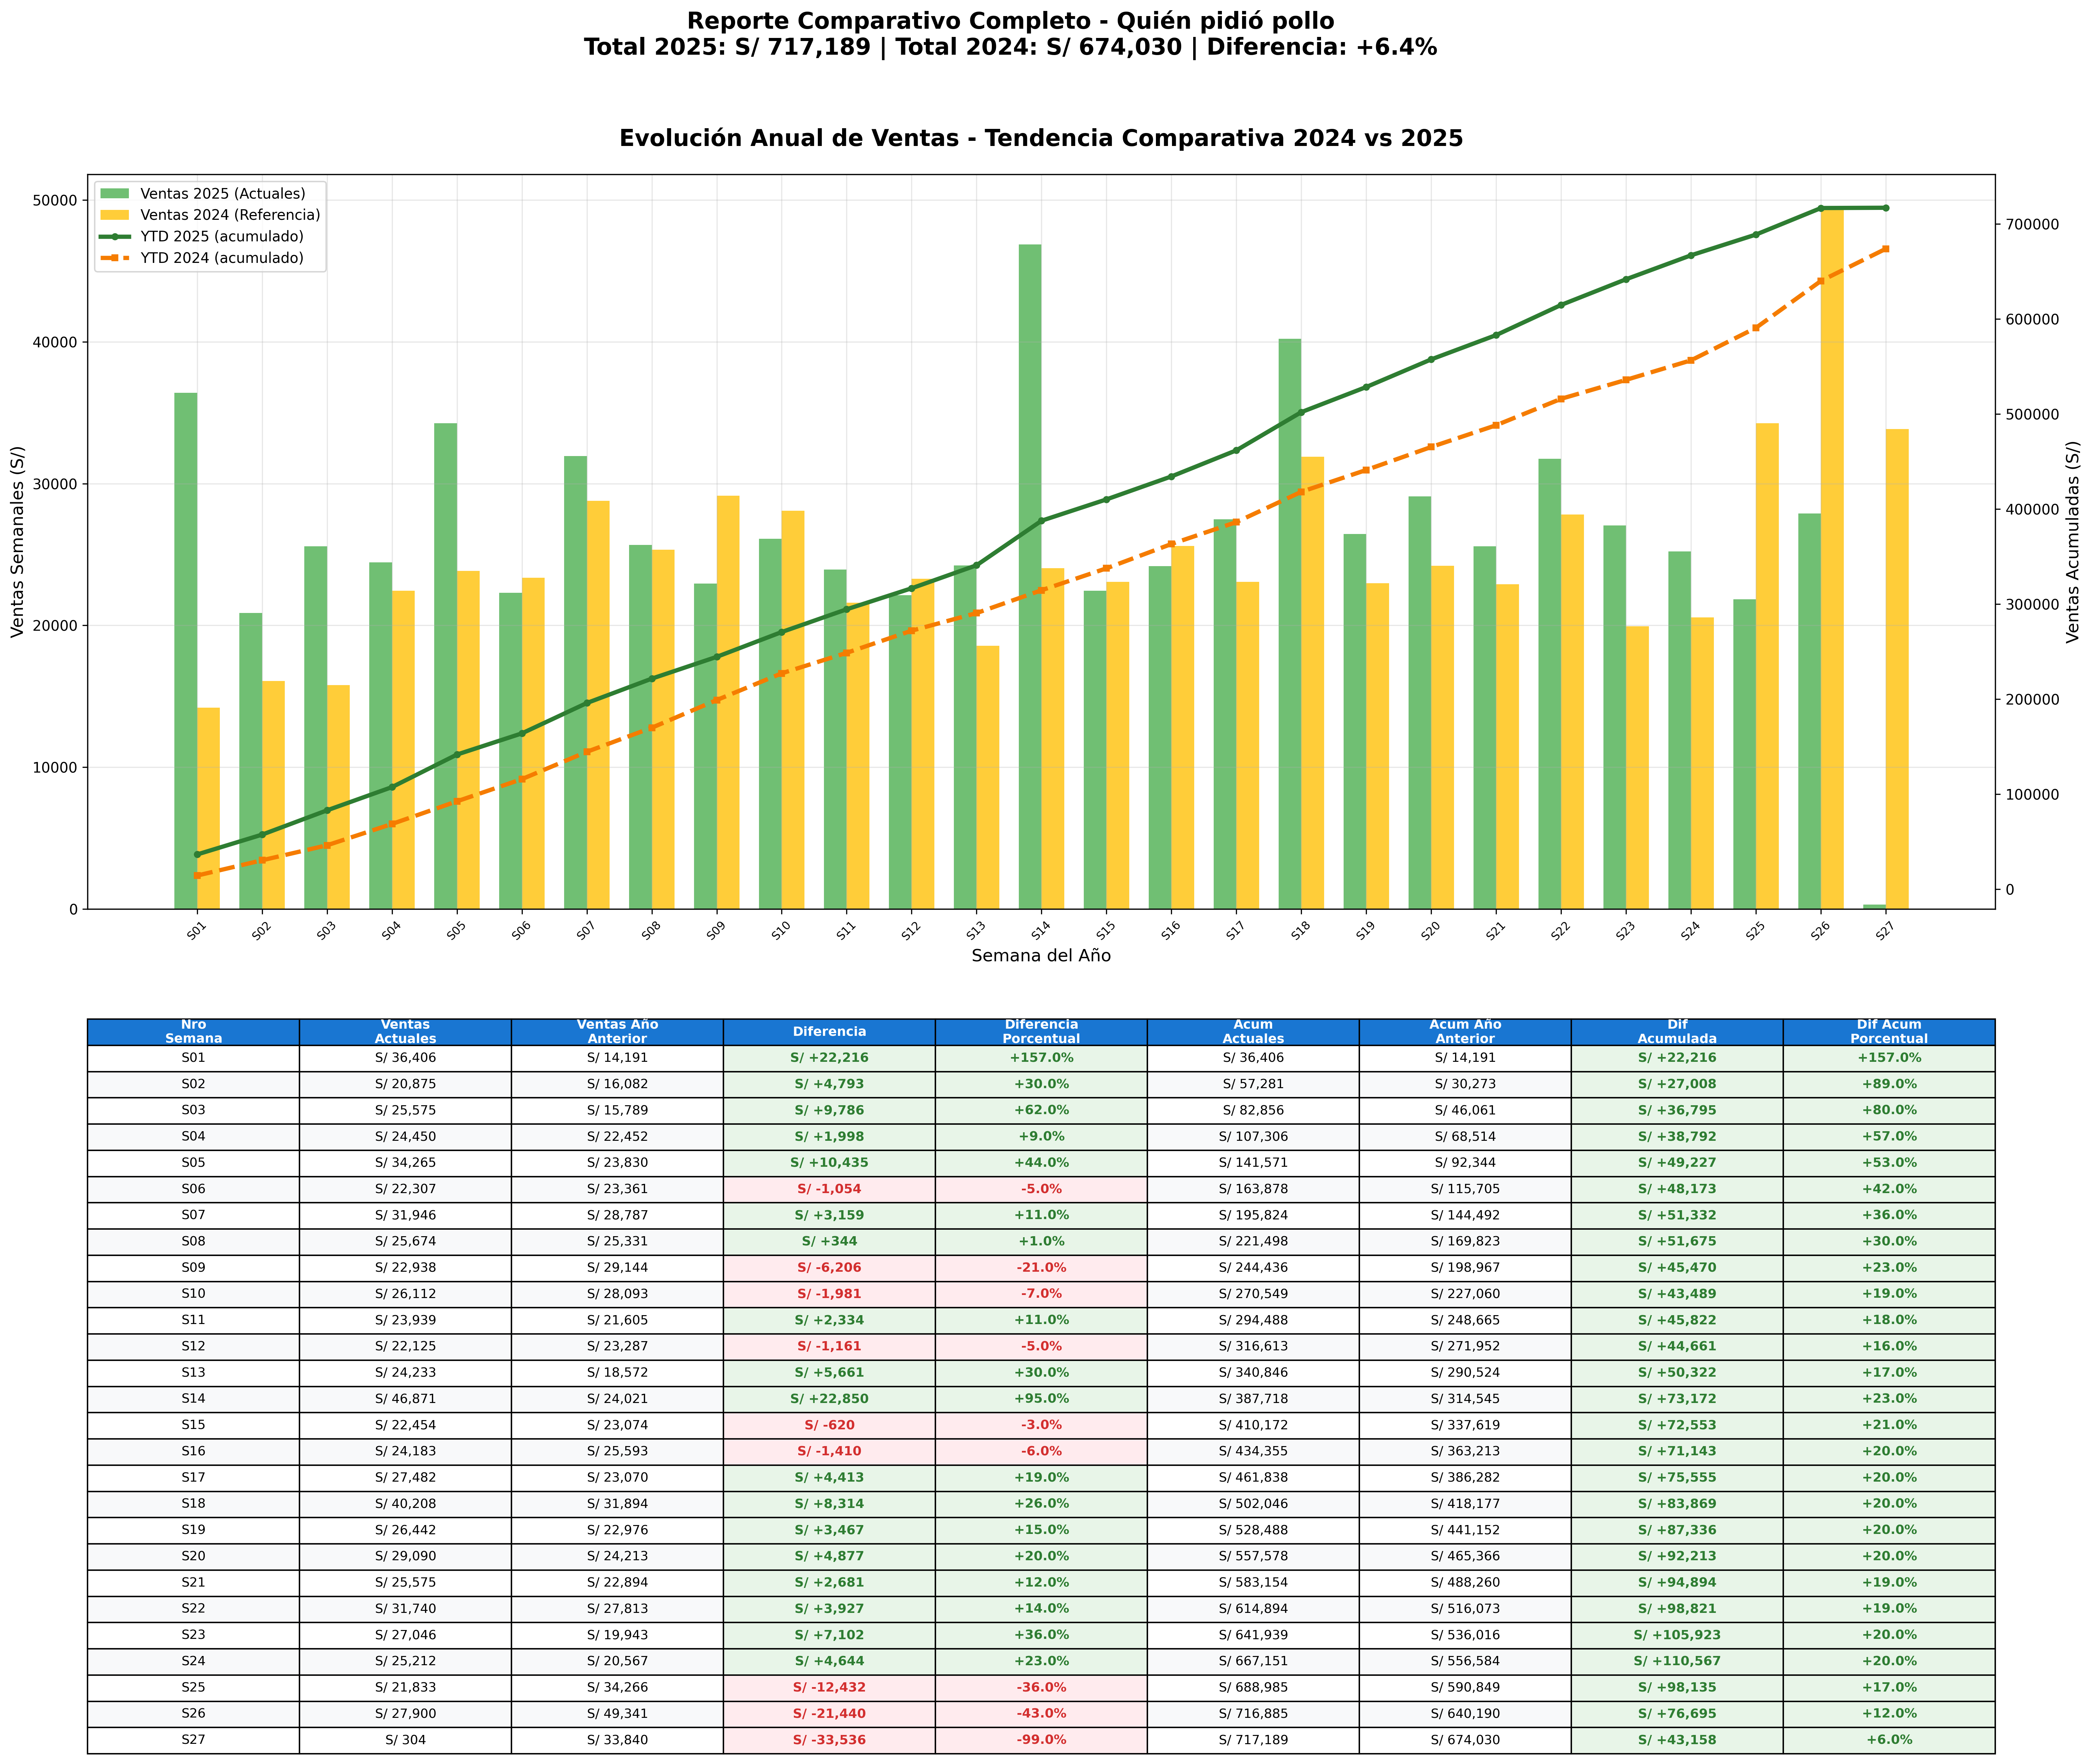 Reporte Comparativo Completo - Quién pidió pollo
Total 2025: S/ 717,189 | Total 2024: S/ 674,030 | Diferencia: +6.4%
Evolución Anual de Ventas - Tendencia Comparativa 2024 vs 2025
Ventas 2025 (Actuales)
Ventas 2024 (Referencia)
YTD 2025 (acumulado)
YTD 2024 (acumulado)
Ventas Semanales (S/)
50000
40000
30000
20000
10000
0
700000
600000
500000
400000
300000
200000
100000
0
Ventas Acumuladas (S/)
S01 S02 S03 S04 S05 S06 S07 S08 S09 S10 S11 S12 S13 S14 S15 S16 S17 S18 S19 S20 S21 S22 S23 S24 S25 S26 S27
Semana del Año
Nro Semana | Ventas Actuales | Ventas Año Anterior | Diferencia | Diferencia Porcentual | Acum Actuales | Acum Año Anterior | Dif Acumulada | Dif Acum Porcentual
S01 S/ 36,406 S/ 14,191 S/ +22,216 +157.0% S/ 36,406 S/ 14,191 S/ +22,216 +157.0%
S02 S/ 20,875 S/ 16,082 S/ +4,793 +30.0% S/ 57,281 S/ 30,273 S/ +27,008 +89.0%
S03 S/ 25,575 S/ 15,789 S/ +9,786 +62.0% S/ 82,856 S/ 46,061 S/ +36,795 +80.0%
S04 S/ 24,450 S/ 22,452 S/ +1,998 +9.0% S/ 107,306 S/ 68,514 S/ +38,792 +57.0%
S05 S/ 34,265 S/ 23,830 S/ +10,435 +44.0% S/ 141,571 S/ 92,344 S/ +49,227 +53.0%
S06 S/ 22,307 S/ 23,361 S/ -1,054 -5.0% S/ 163,878 S/ 115,705 S/ +48,173 +42.0%
S07 S/ 31,946 S/ 28,787 S/ +3,159 +11.0% S/ 195,824 S/ 144,492 S/ +51,332 +36.0%
S08 S/ 25,674 S/ 25,331 S/ +344 +1.0% S/ 221,498 S/ 169,823 S/ +51,675 +30.0%
S09 S/ 22,938 S/ 29,144 S/ -6,206 -21.0% S/ 244,436 S/ 198,967 S/ +45,470 +23.0%
S10 S/ 26,112 S/ 28,093 S/ -1,981 -7.0% S/ 270,549 S/ 227,060 S/ +43,489 +19.0%
S11 S/ 23,939 S/ 21,605 S/ +2,334 +11.0% S/ 294,488 S/ 248,665 S/ +45,822 +18.0%
S12 S/ 22,125 S/ 23,287 S/ -1,161 -5.0% S/ 316,613 S/ 271,952 S/ +44,661 +16.0%
S13 S/ 24,233 S/ 18,572 S/ +5,661 +30.0% S/ 340,846 S/ 290,524 S/ +50,322 +17.0%
S14 S/ 46,871 S/ 24,021 S/ +22,850 +95.0% S/ 387,718 S/ 314,545 S/ +73,172 +23.0%
S15 S/ 22,454 S/ 23,074 S/ -620 -3.0% S/ 410,172 S/ 337,619 S/ +72,553 +21.0%
S16 S/ 24,183 S/ 25,593 S/ -1,410 -6.0% S/ 434,355 S/ 363,213 S/ +71,143 +20.0%
S17 S/ 27,482 S/ 23,070 S/ +4,413 +19.0% S/ 461,838 S/ 386,282 S/ +75,555 +20.0%
S18 S/ 40,208 S/ 31,894 S/ +8,314 +26.0% S/ 502,046 S/ 418,177 S/ +83,869 +20.0%
S19 S/ 26,442 S/ 22,976 S/ +3,467 +15.0% S/ 528,488 S/ 441,152 S/ +87,336 +20.0%
S20 S/ 29,090 S/ 24,213 S/ +4,877 +20.0% S/ 557,578 S/ 465,366 S/ +92,213 +20.0%
S21 S/ 25,575 S/ 22,894 S/ +2,681 +12.0% S/ 583,154 S/ 488,260 S/ +94,894 +19.0%
S22 S/ 31,740 S/ 27,813 S/ +3,927 +14.0% S/ 614,894 S/ 516,073 S/ +98,821 +19.0%
S23 S/ 27,046 S/ 19,943 S/ +7,102 +36.0% S/ 641,939 S/ 536,016 S/ +105,923 +20.0%
S24 S/ 25,212 S/ 20,567 S/ +4,644 +23.0% S/ 667,151 S/ 556,584 S/ +110,567 +20.0%
S25 S/ 21,833 S/ 34,266 S/ -12,432 -36.0% S/ 688,985 S/ 590,849 S/ +98,135 +17.0%
S26 S/ 27,900 S/ 49,341 S/ -21,440 -43.0% S/ 716,885 S/ 640,190 S/ +76,695 +12.0%
S27 S/ 304 S/ 33,840 S/ -33,536 -99.0% S/ 717,189 S/ 674,030 S/ +43,158 +6.0%